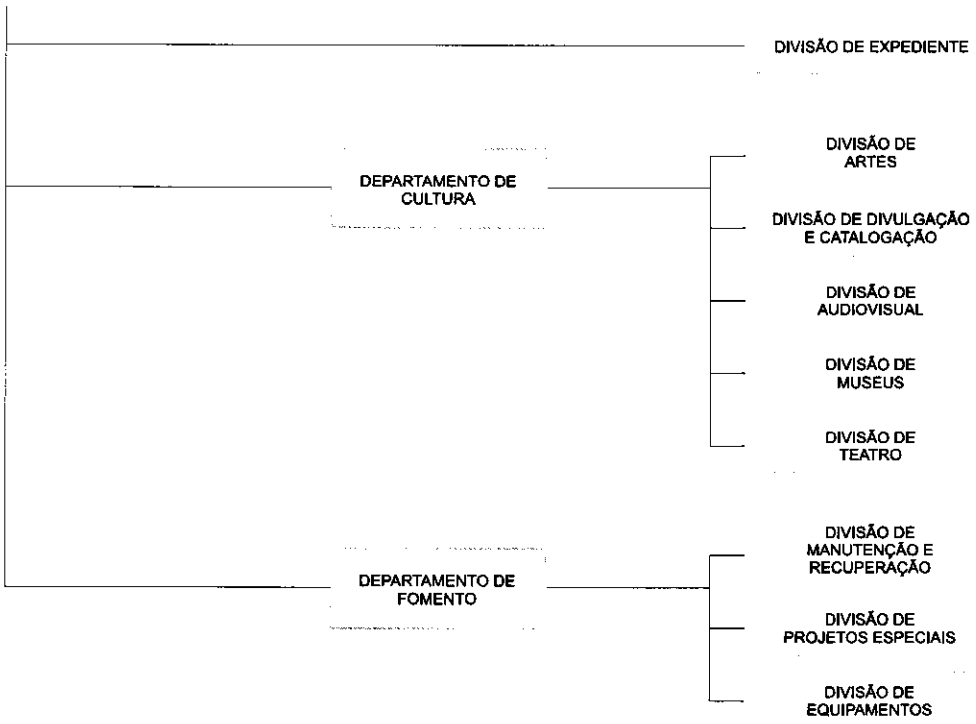 DIVISÃO DE EXPEDIENTE
DEPARTAMENTO DE
CULTURA
DIVISÃO DE
ARTES
DIVISÃO DE DIVULGAÇÃO
E CATALOGAÇÃO
DIVISÃO DE
AUDIOVISUAL
DIVISÃO DE
MUSEUS
DIVISÃO DE
TEATRO
DEPARTAMENTO DE
FOMENTO
DIVISÃO DE
MANUTENÇÃO E
RECUPERAÇÃO
DIVISÃO DE
PROJETOS ESPECIAIS
DIVISÃO DE
EQUIPAMENTOS